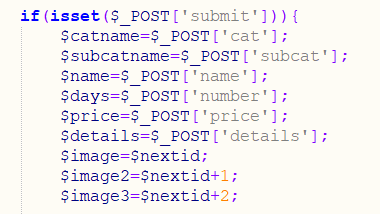 if(isset($_POST['submit'])){
$catname=$_POST['cat'];
$subcatname=$_POST['subcat'];
$name=$_POST['name'];
$days=$_POST['number'];
$price=$_POST['price'];
$details=$_POST['details'];
$image=$nextid;
$image2=$nextid+1;
$image3=$nextid+2;